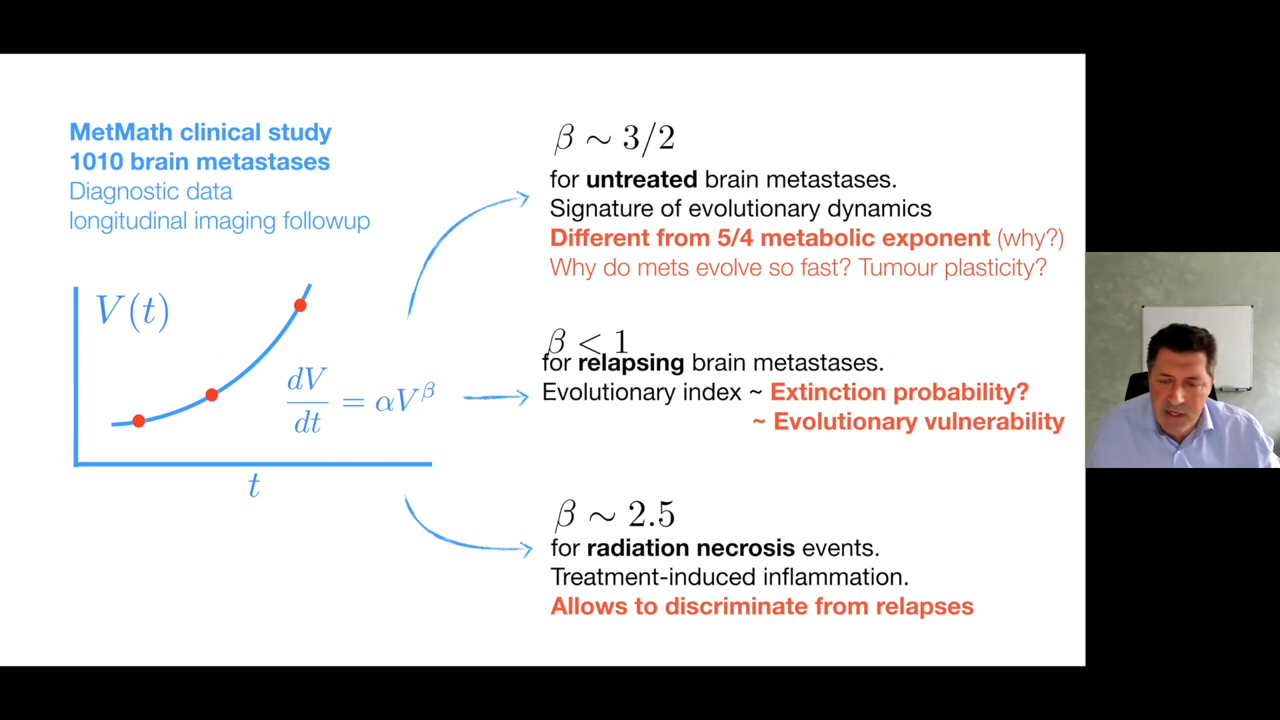 MetMath clinical study
1010 brain metastases
Diagnostic data
longitudinal imaging followup
V(t)
dV/dt = αV^β
t
β ∼ 3/2
for untreated brain metastases.
Signature of evolutionary dynamics
Different from 5/4 metabolic exponent (why?)
Why do mets evolve so fast? Tumour plasticity?
β < 1
for relapsing brain metastases.
Evolutionary index ~ Extinction probability?
~ Evolutionary vulnerability
β ∼ 2.5
for radiation necrosis events.
Treatment-induced inflammation.
Allows to discriminate from relapses